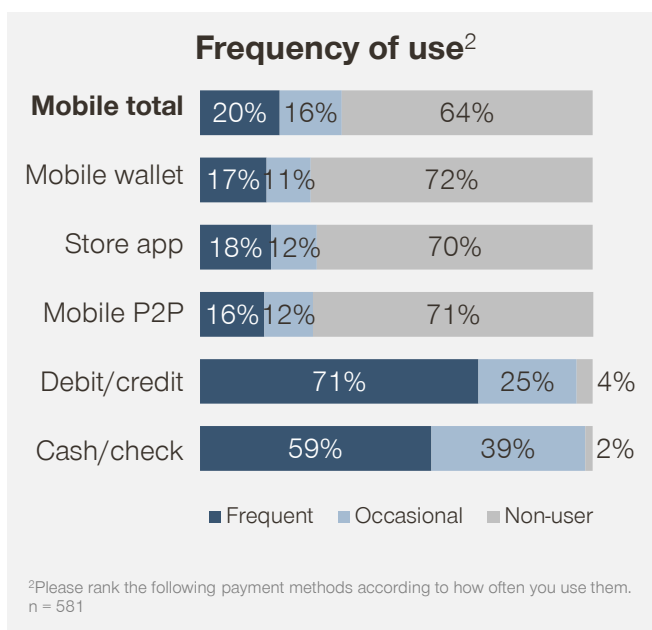 Frequency of use2
Mobile total 20% 16% 64%
Mobile wallet 17% 11% 72%
Store app 18% 12% 70%
Mobile P2P 16% 12% 71%
Debit/credit 71% 25% 4%
Cash/check 59% 39% 2%
Frequent Occasional Non-user
2Please rank the following payment methods according to how often you use them.
n = 581